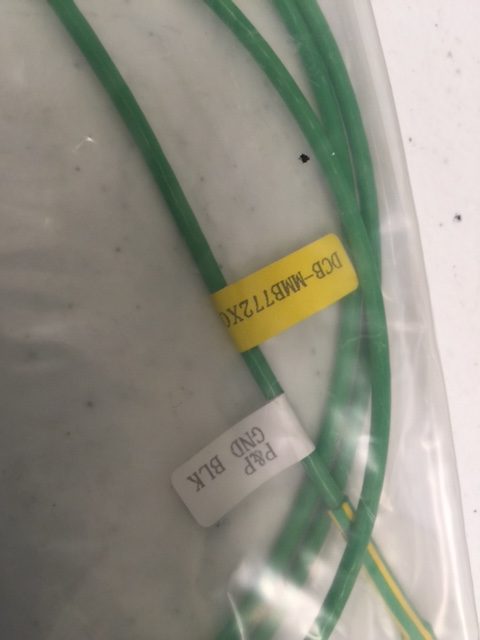 DCB-MMB772X
P&P
GND BLK